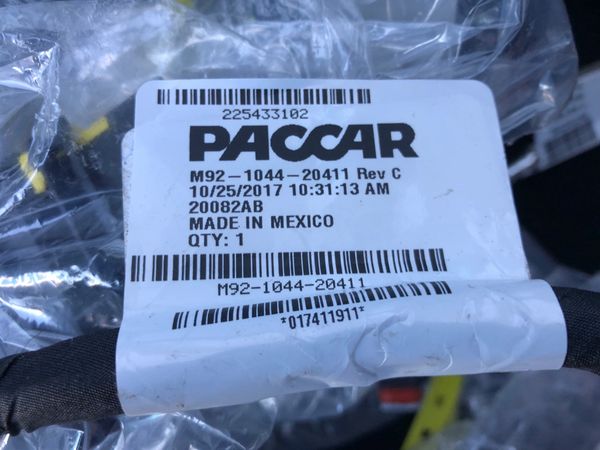 225433102
PACCAR
M92-1044-20411 Rev C
10/25/2017 10:31:13 AM
20082AB
MADE IN MEXICO
QTY: 1
M92-1044-20411
*017411911*